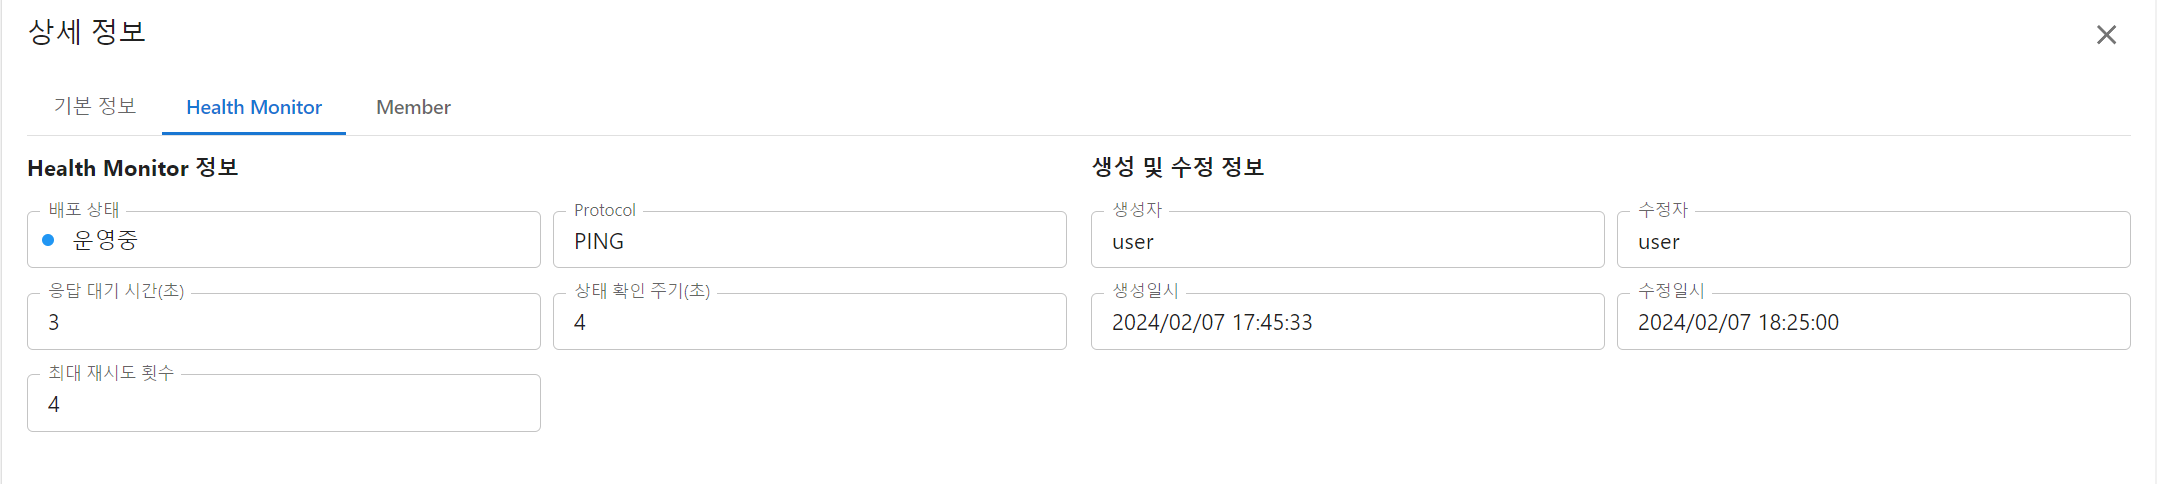 상세 정보
기본 정보 Health Monitor Member
Health Monitor 정보
배포 상태
운영중
Protocol
PING
응답 대기 시간(초)
3
상태 확인 주기(초)
4
최대 재시도 횟수
4
생성 및 수정 정보
생성자
user
수정자
user
생성일시
2024/02/07 17:45:33
수정일시
2024/02/07 18:25:00